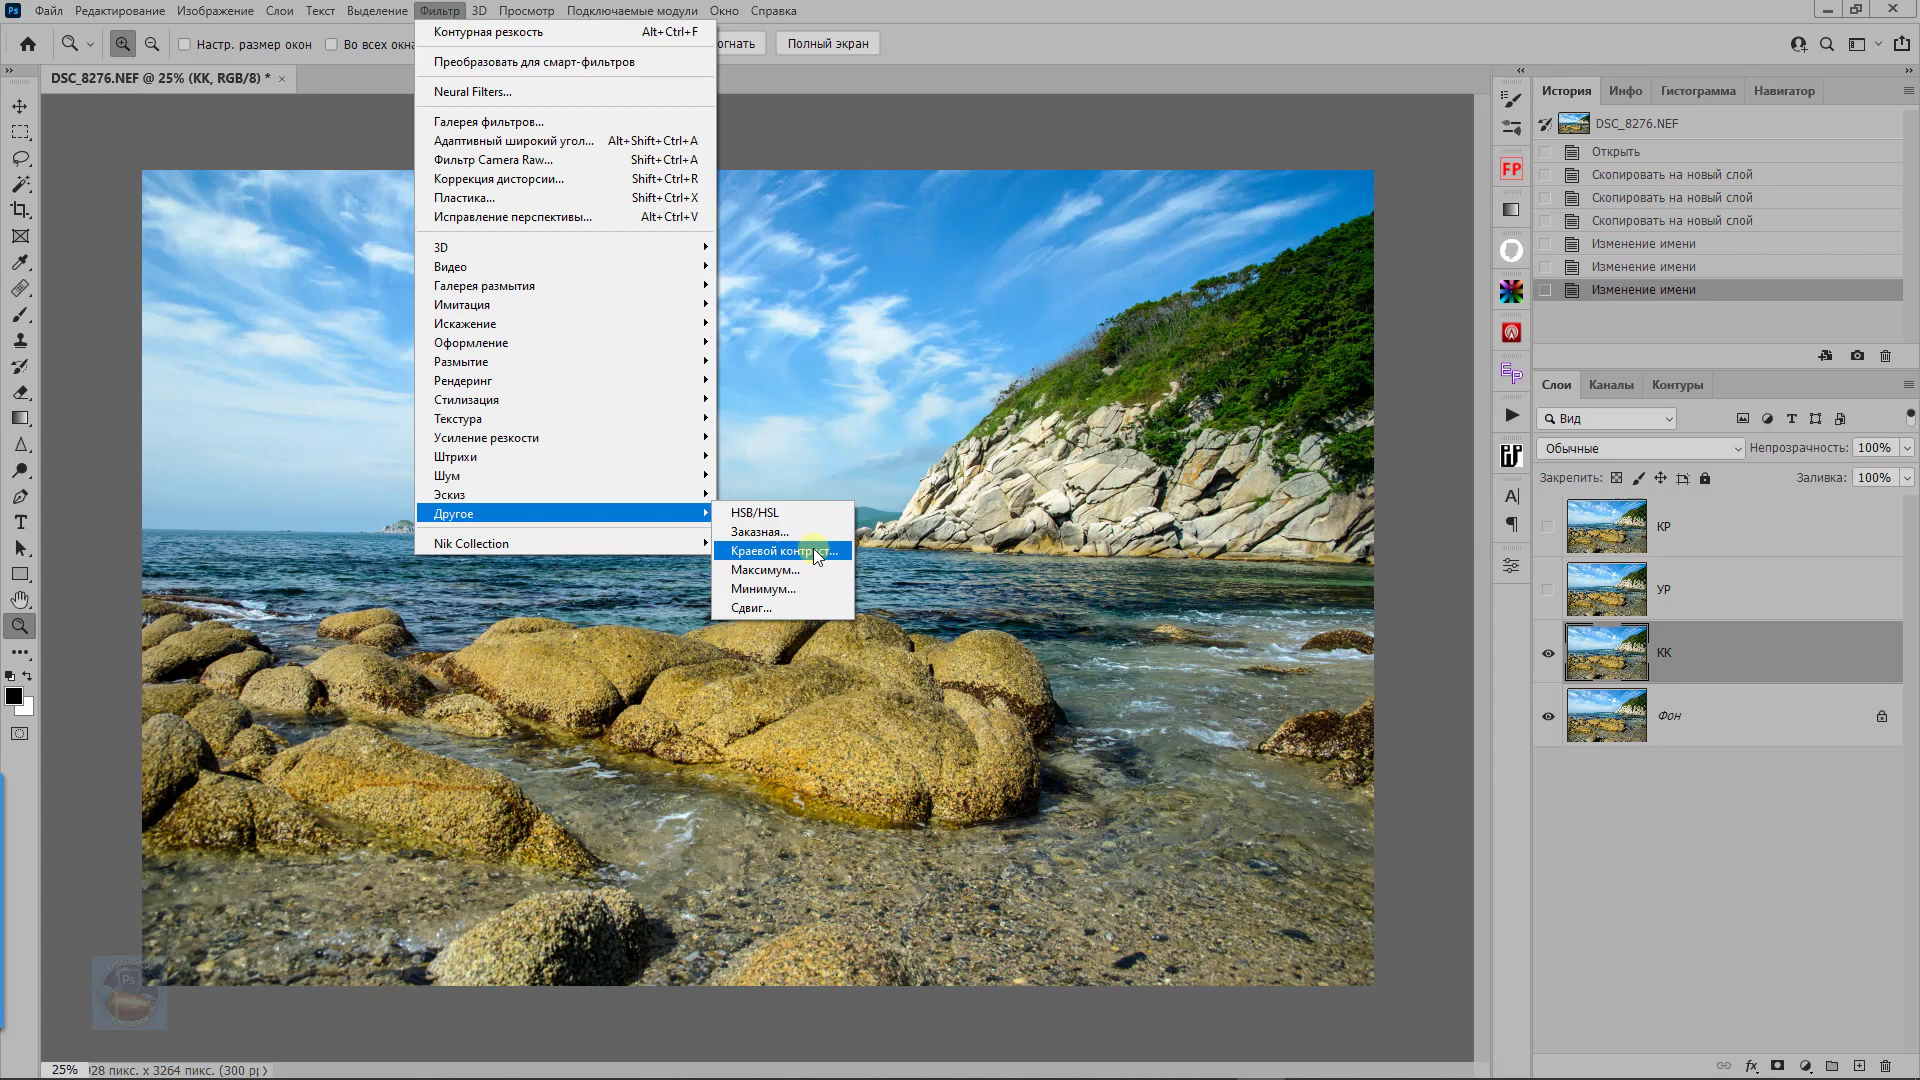 Ps Файл Редактирование Изображение Слои Текст Выделение Фильтр 3D Просмотр Подключаемые модули Окно Справка
Настр. размер окон Во всех окна огнать Полный экран
DSC_8276.NEF @ 25% (КК, RGB/8) * ×
Контурная резкость Alt+Ctrl+F
Преобразовать для смарт-фильтров
Neural Filters...
Галерея фильтров...
Адаптивный широкий угол... Alt+Shift+Ctrl+A
Фильтр Camera Raw... Shift+Ctrl+A
Коррекция дисторсии... Shift+Ctrl+R
Пластика... Shift+Ctrl+X
Исправление перспективы... Alt+Ctrl+V
3D
Видео
Галерея размытия
Имитация
Искажение
Оформление
Размытие
Рендеринг
Стилизация
Текстура
Усиление резкости
Штрихи
Шум
Эскиз
Другое
Nik Collection
HSB/HSL
Заказная...
Краевой контраст...
Максимум...
Минимум...
Сдвиг...
История Инфо Гистограмма Навигатор
DSC_8276.NEF
Открыть
Скопировать на новый слой
Скопировать на новый слой
Скопировать на новый слой
Изменение имени
Изменение имени
Изменение имени
FP
Ep
Слои Каналы Контуры
Вид
Обычные Непрозрачность: 100%
Закрепить: Заливка: 100%
КР
УР
КК
Фон
fx
Ps
25% 028 пикс. x 3264 пикс. (300 pp